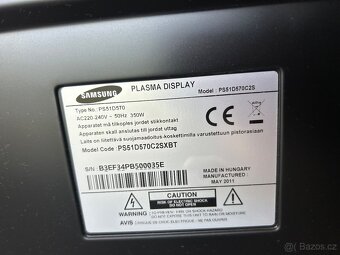 SAMSUNG
PLASMA DISPLAY
Model : PS51D570C2S
Type No : PS51D570
AC220-240V ~ 50Hz 350W
Apparatet må tilkoples jordet stikkontakt
Apparaten skall anslutas till jordat uttag
Laite on liitettävä suojamaadoituskoskettimilla varustettuun pistorasiaan
Model Code PS51D570C2SXBT
S/N : B3EF34PB500035E
MADE IN HUNGARY
MANUFACTURED :
MAY 2011
CAUTION
RISK OF ELECTRIC SHOCK
DO NOT OPEN
WARNING
AVIS
bazos.cz